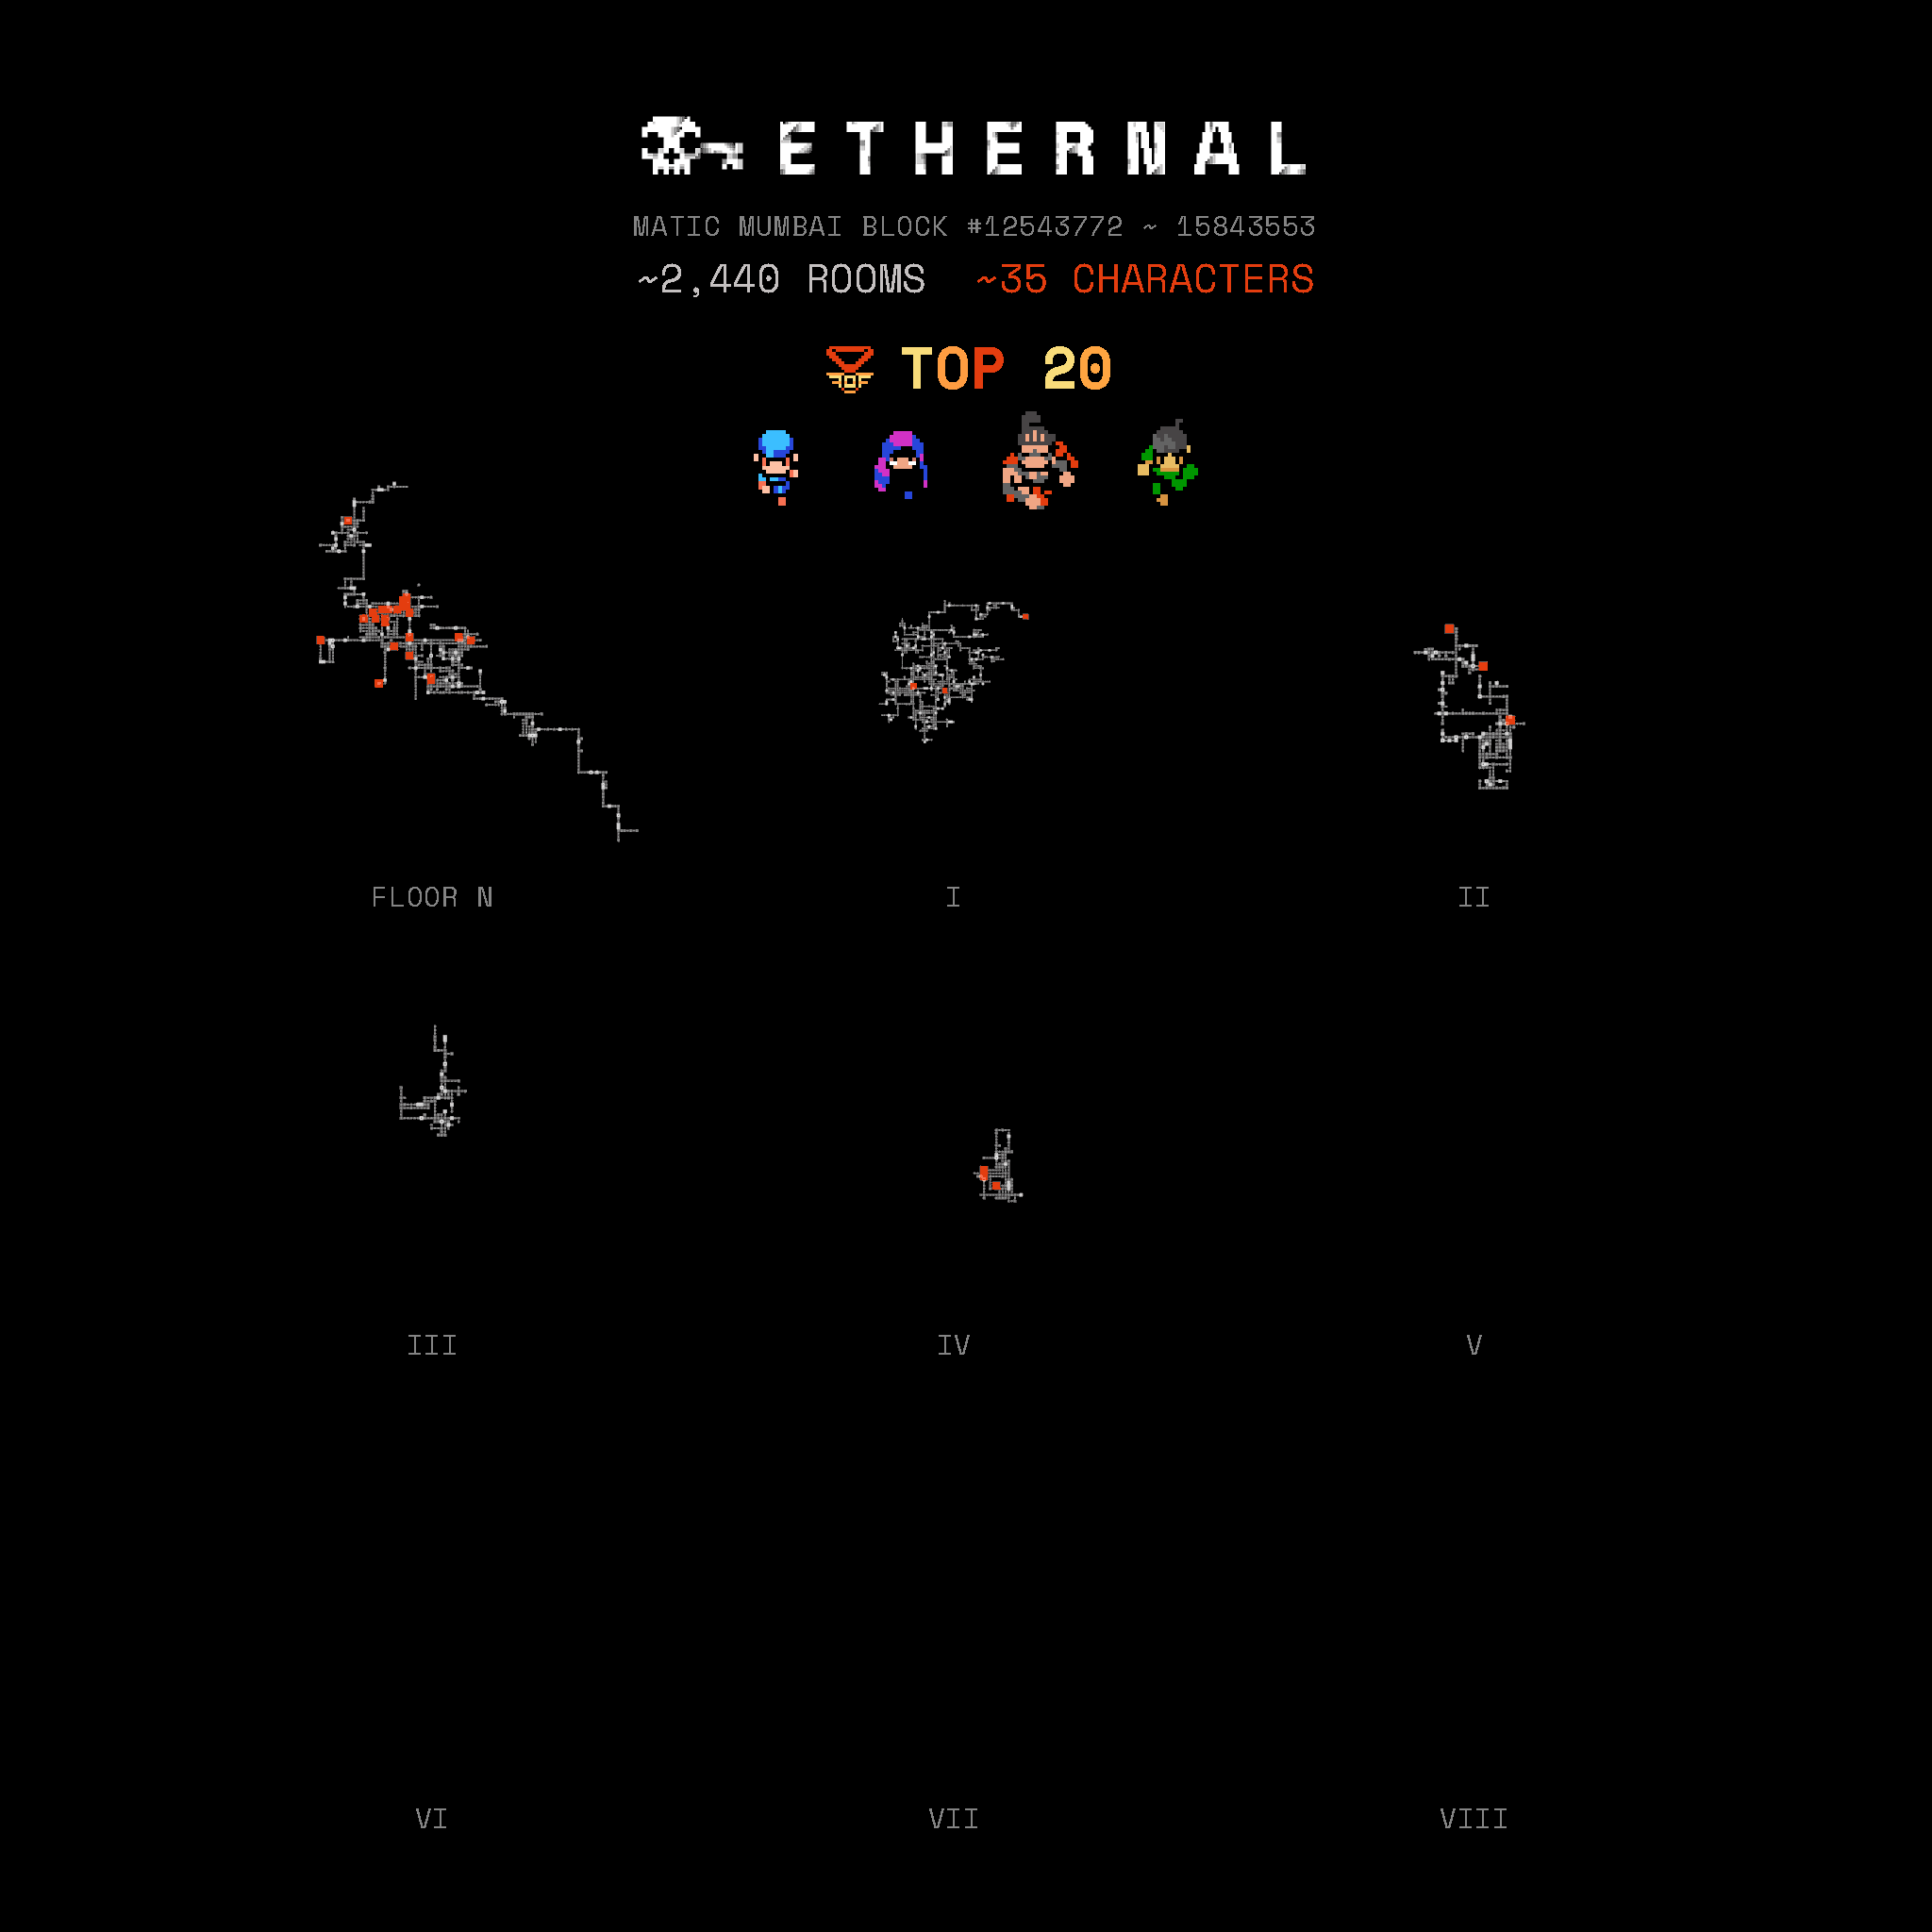 ETHERNAL
MATIC MUMBAI BLOCK #12543772 ~ 15843553
~2,440 ROOMS ~35 CHARACTERS
TOP 20
FLOOR N
I
II
III
IV
V
VI
VII
VIII